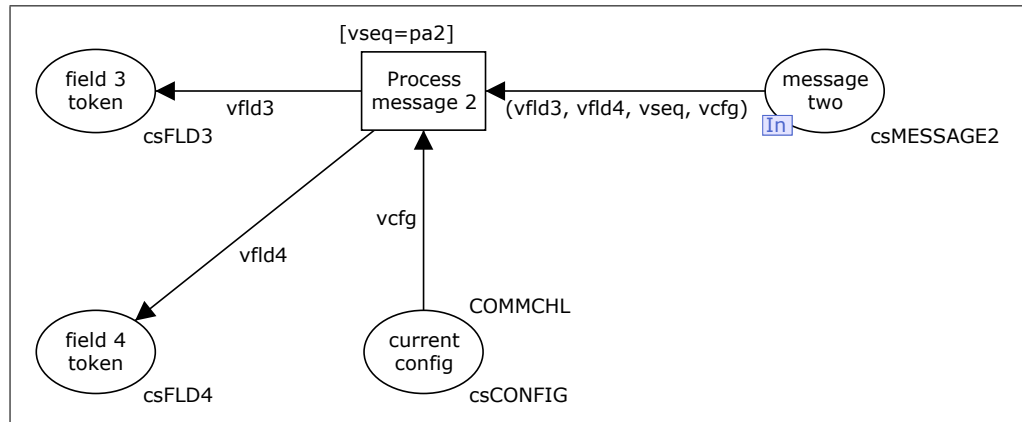 [vseq=pa2]
field 3
token
Process
message 2
message
two
vfld3
(vfld3, vfld4, vseq, vcfg)
In
csFLD3
csMESSAGE2
vcfg
vfld4
COMMCHL
field 4
token
current
config
csFLD4
csCONFIG